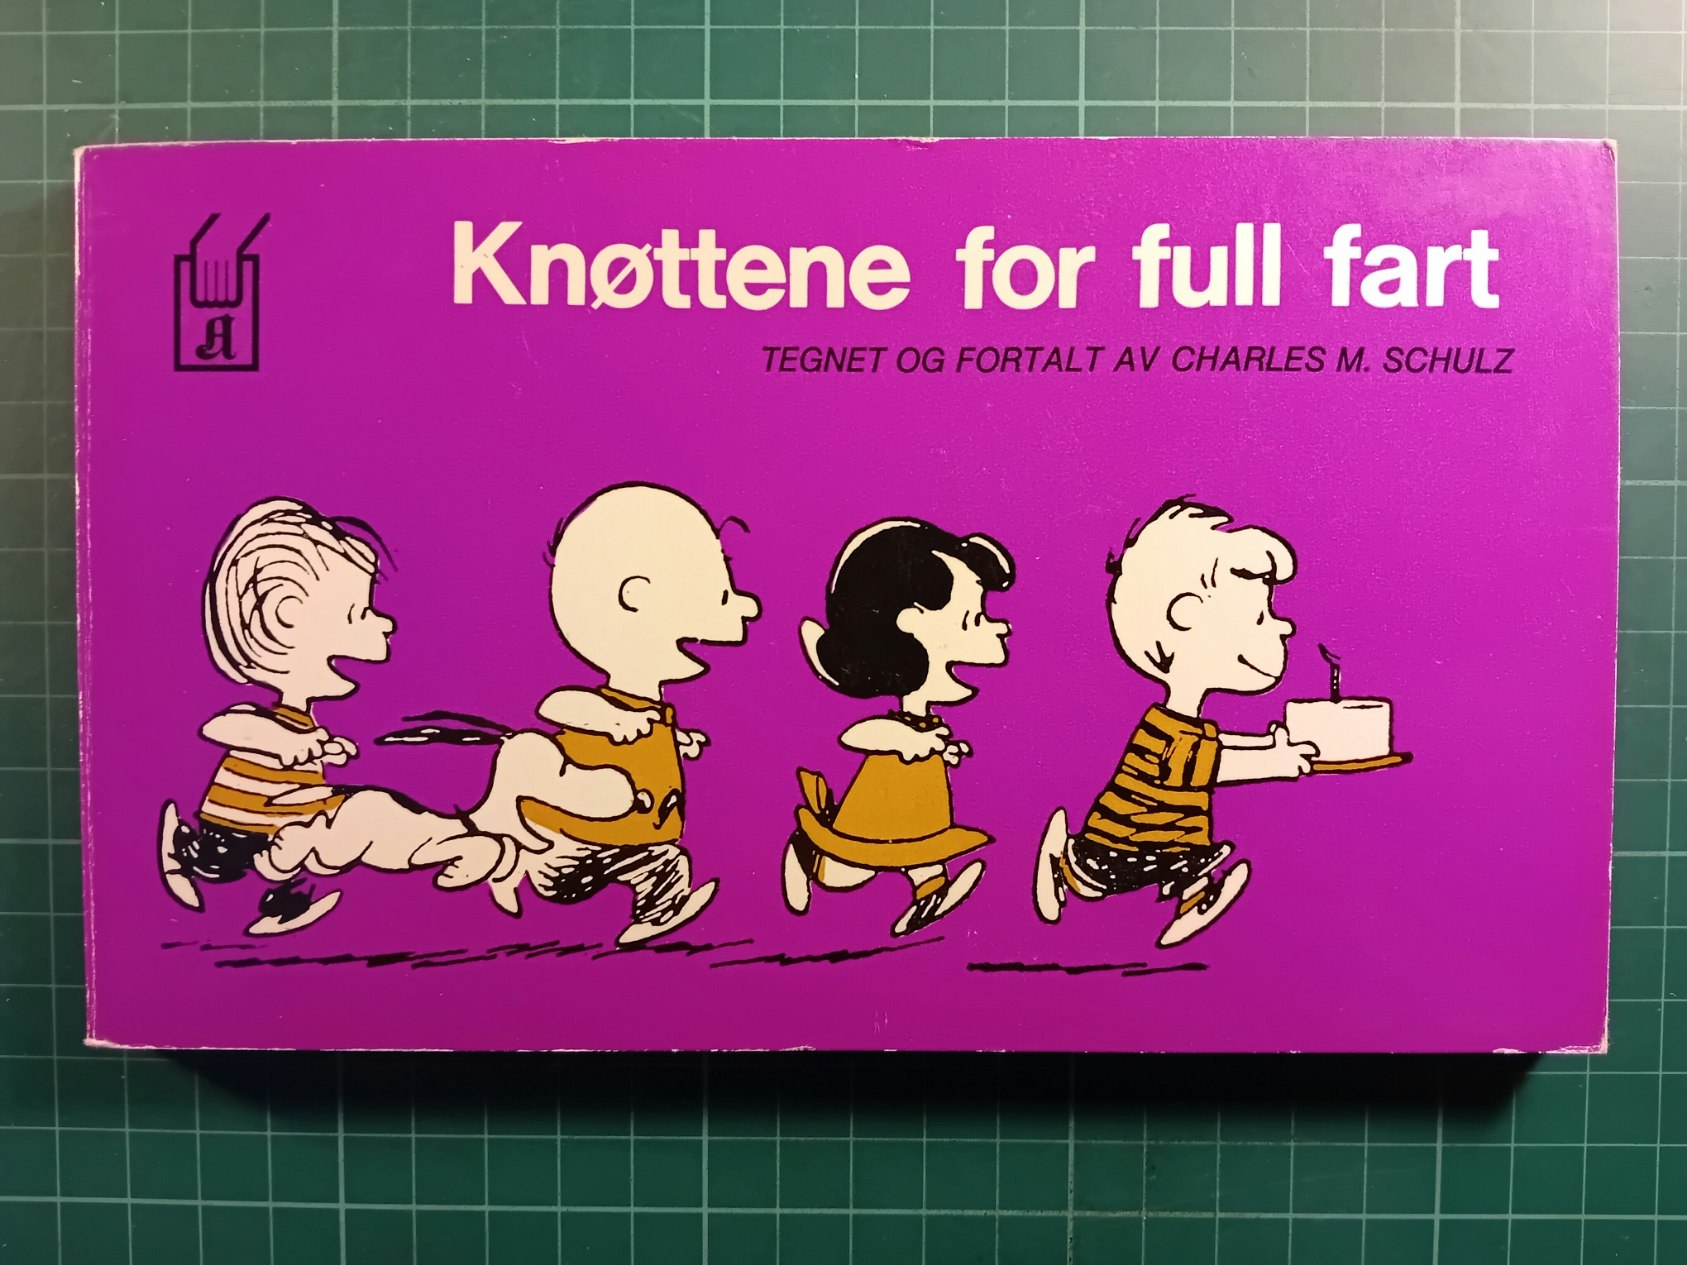 Knøttene for full fart
TEGNET OG FORTALT AV CHARLES M. SCHULZ
A